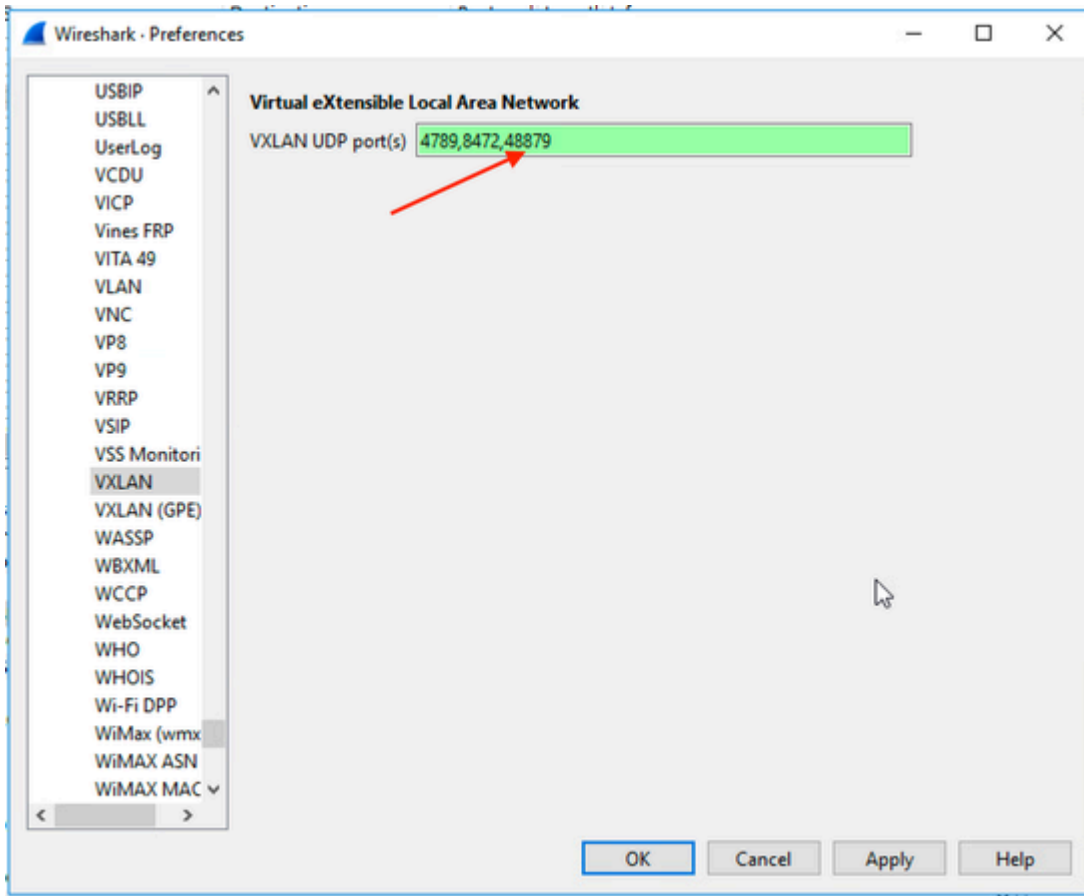 Wireshark · Preferences
USBIP
USBLL
UserLog
VCDU
VICP
Vines FRP
VITA 49
VLAN
VNC
VP8
VP9
VRRP
VSIP
VSS Monitori
VXLAN
VXLAN (GPE)
WASSP
WBXML
WCCP
WebSocket
WHO
WHOIS
Wi-Fi DPP
WiMax (wmx
WiMAX ASN
WiMAX MAC
Virtual eXtensible Local Area Network
VXLAN UDP port(s) 4789,8472,48879
OK Cancel Apply Help